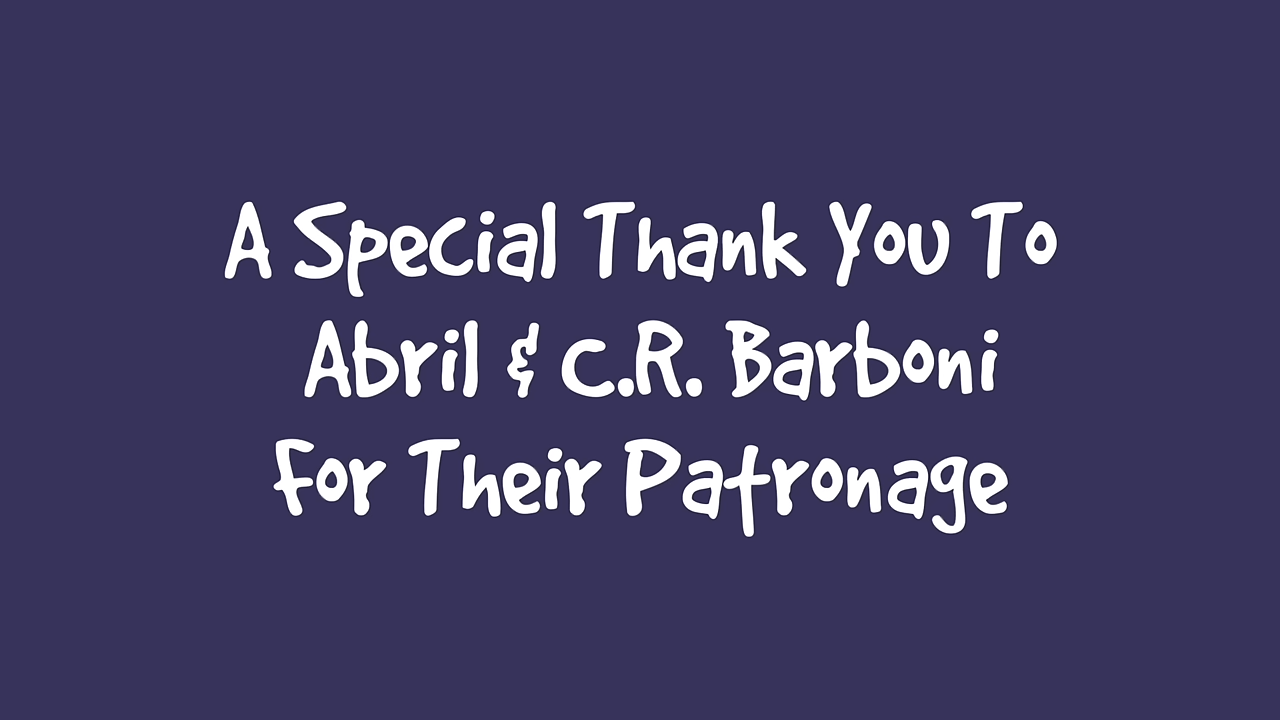 A Special Thank You To
Abril & C.R. Barboni
For Their Patronage